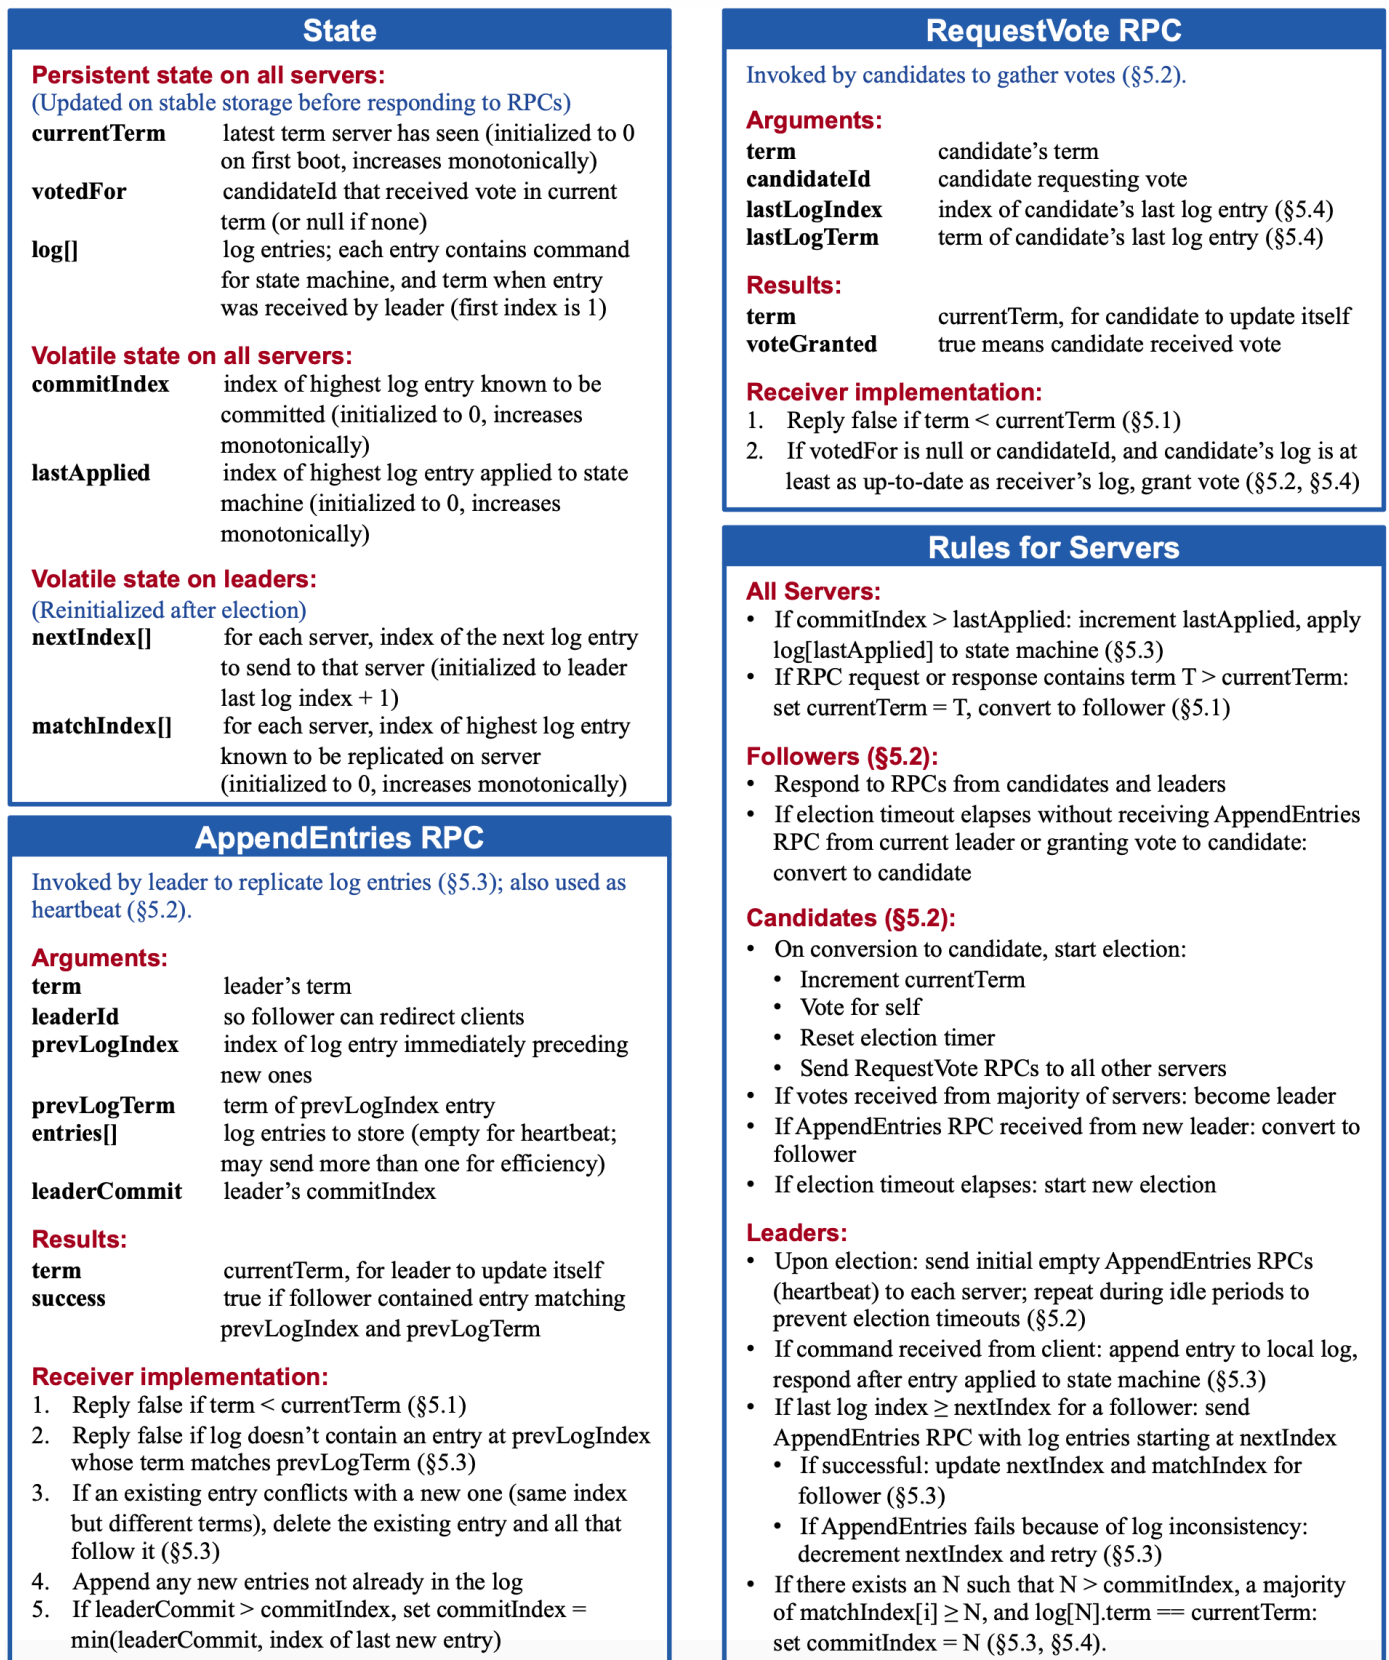 State
Persistent state on all servers:
(Updated on stable storage before responding to RPCs)
currentTerm latest term server has seen (initialized to 0
on first boot, increases monotonically)
votedFor candidateId that received vote in current
term (or null if none)
log[] log entries; each entry contains command
for state machine, and term when entry
was received by leader (first index is 1)
Volatile state on all servers:
commitIndex index of highest log entry known to be
committed (initialized to 0, increases
monotonically)
lastApplied index of highest log entry applied to state
machine (initialized to 0, increases
monotonically)
Volatile state on leaders:
(Reinitialized after election)
nextIndex[] for each server, index of the next log entry
to send to that server (initialized to leader
last log index + 1)
matchIndex[] for each server, index of highest log entry
known to be replicated on server
(initialized to 0, increases monotonically)
AppendEntries RPC
Invoked by leader to replicate log entries (§5.3); also used as
heartbeat (§5.2).
Arguments:
term leader’s term
leaderId so follower can redirect clients
prevLogIndex index of log entry immediately preceding
new ones
prevLogTerm term of prevLogIndex entry
entries[] log entries to store (empty for heartbeat;
may send more than one for efficiency)
leaderCommit leader’s commitIndex
Results:
term currentTerm, for leader to update itself
success true if follower contained entry matching
prevLogIndex and prevLogTerm
Receiver implementation:
1. Reply false if term < currentTerm (§5.1)
2. Reply false if log doesn’t contain an entry at prevLogIndex
whose term matches prevLogTerm (§5.3)
3. If an existing entry conflicts with a new one (same index
but different terms), delete the existing entry and all that
follow it (§5.3)
4. Append any new entries not already in the log
5. If leaderCommit > commitIndex, set commitIndex =
min(leaderCommit, index of last new entry)
RequestVote RPC
Invoked by candidates to gather votes (§5.2).
Arguments:
term candidate’s term
candidateId candidate requesting vote
lastLogIndex index of candidate’s last log entry (§5.4)
lastLogTerm term of candidate’s last log entry (§5.4)
Results:
term currentTerm, for candidate to update itself
voteGranted true means candidate received vote
Receiver implementation:
1. Reply false if term < currentTerm (§5.1)
2. If votedFor is null or candidateId, and candidate’s log is at
least as up-to-date as receiver’s log, grant vote (§5.2, §5.4)
Rules for Servers
All Servers:
• If commitIndex > lastApplied: increment lastApplied, apply
log[lastApplied] to state machine (§5.3)
• If RPC request or response contains term T > currentTerm:
set currentTerm = T, convert to follower (§5.1)
Followers (§5.2):
• Respond to RPCs from candidates and leaders
• If election timeout elapses without receiving AppendEntries
RPC from current leader or granting vote to candidate:
convert to candidate
Candidates (§5.2):
• On conversion to candidate, start election:
• Increment currentTerm
• Vote for self
• Reset election timer
• Send RequestVote RPCs to all other servers
• If votes received from majority of servers: become leader
• If AppendEntries RPC received from new leader: convert to
follower
• If election timeout elapses: start new election
Leaders:
• Upon election: send initial empty AppendEntries RPCs
(heartbeat) to each server; repeat during idle periods to
prevent election timeouts (§5.2)
• If command received from client: append entry to local log,
respond after entry applied to state machine (§5.3)
• If last log index ≥ nextIndex for a follower: send
AppendEntries RPC with log entries starting at nextIndex
• If successful: update nextIndex and matchIndex for
follower (§5.3)
• If AppendEntries fails because of log inconsistency:
decrement nextIndex and retry (§5.3)
• If there exists an N such that N > commitIndex, a majority
of matchIndex[i] ≥ N, and log[N].term == currentTerm:
set commitIndex = N (§5.3, §5.4).